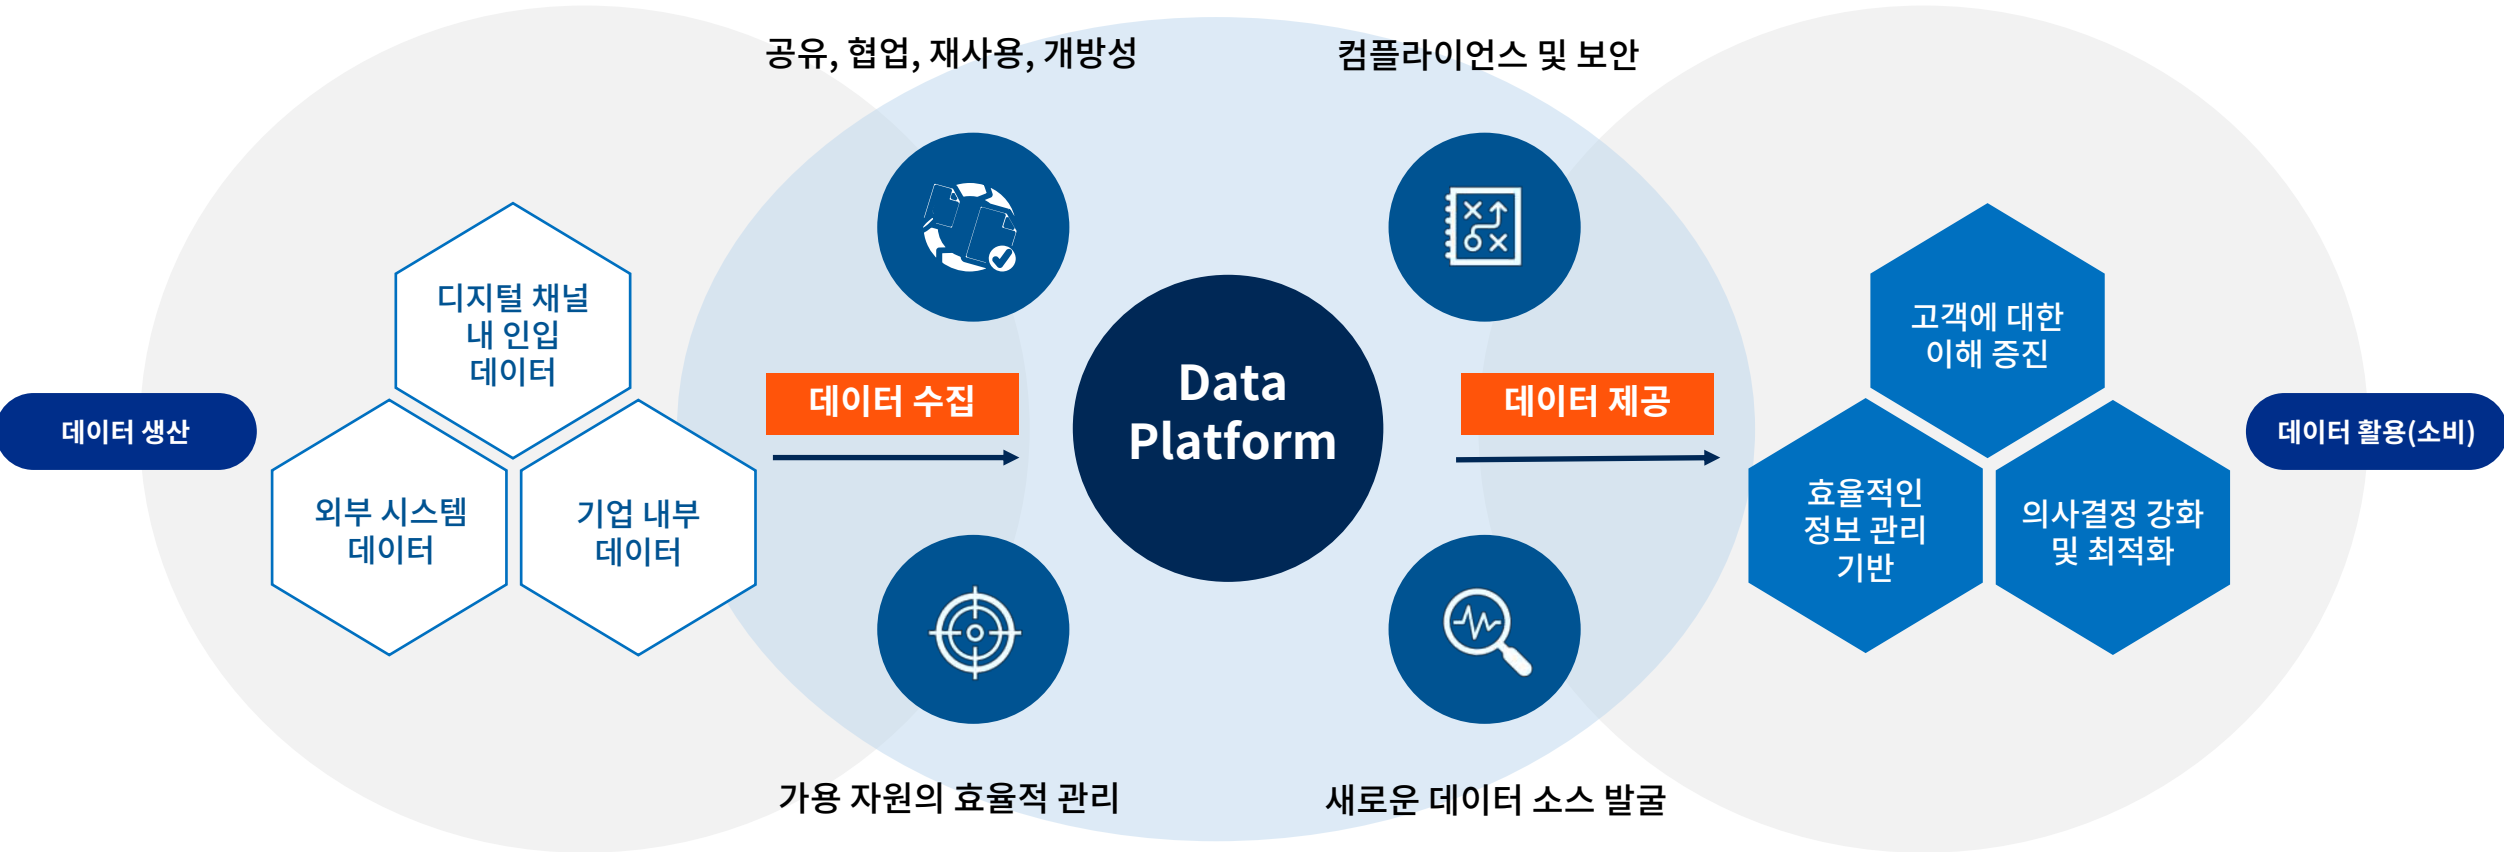 공유, 협업, 재사용, 개방성
컴플라이언스 및 보안
디지털 채널
내 인입
데이터
외부 시스템
데이터
기업 내부
데이터
데이터 생산
데이터 수집
Data
Platform
데이터 제공
고객에 대한
이해 증진
효율적인
정보 관리
기반
의사결정 강화
및 최적화
데이터 활용(소비)
가용 자원의 효율적 관리
새로운 데이터 소스 발굴